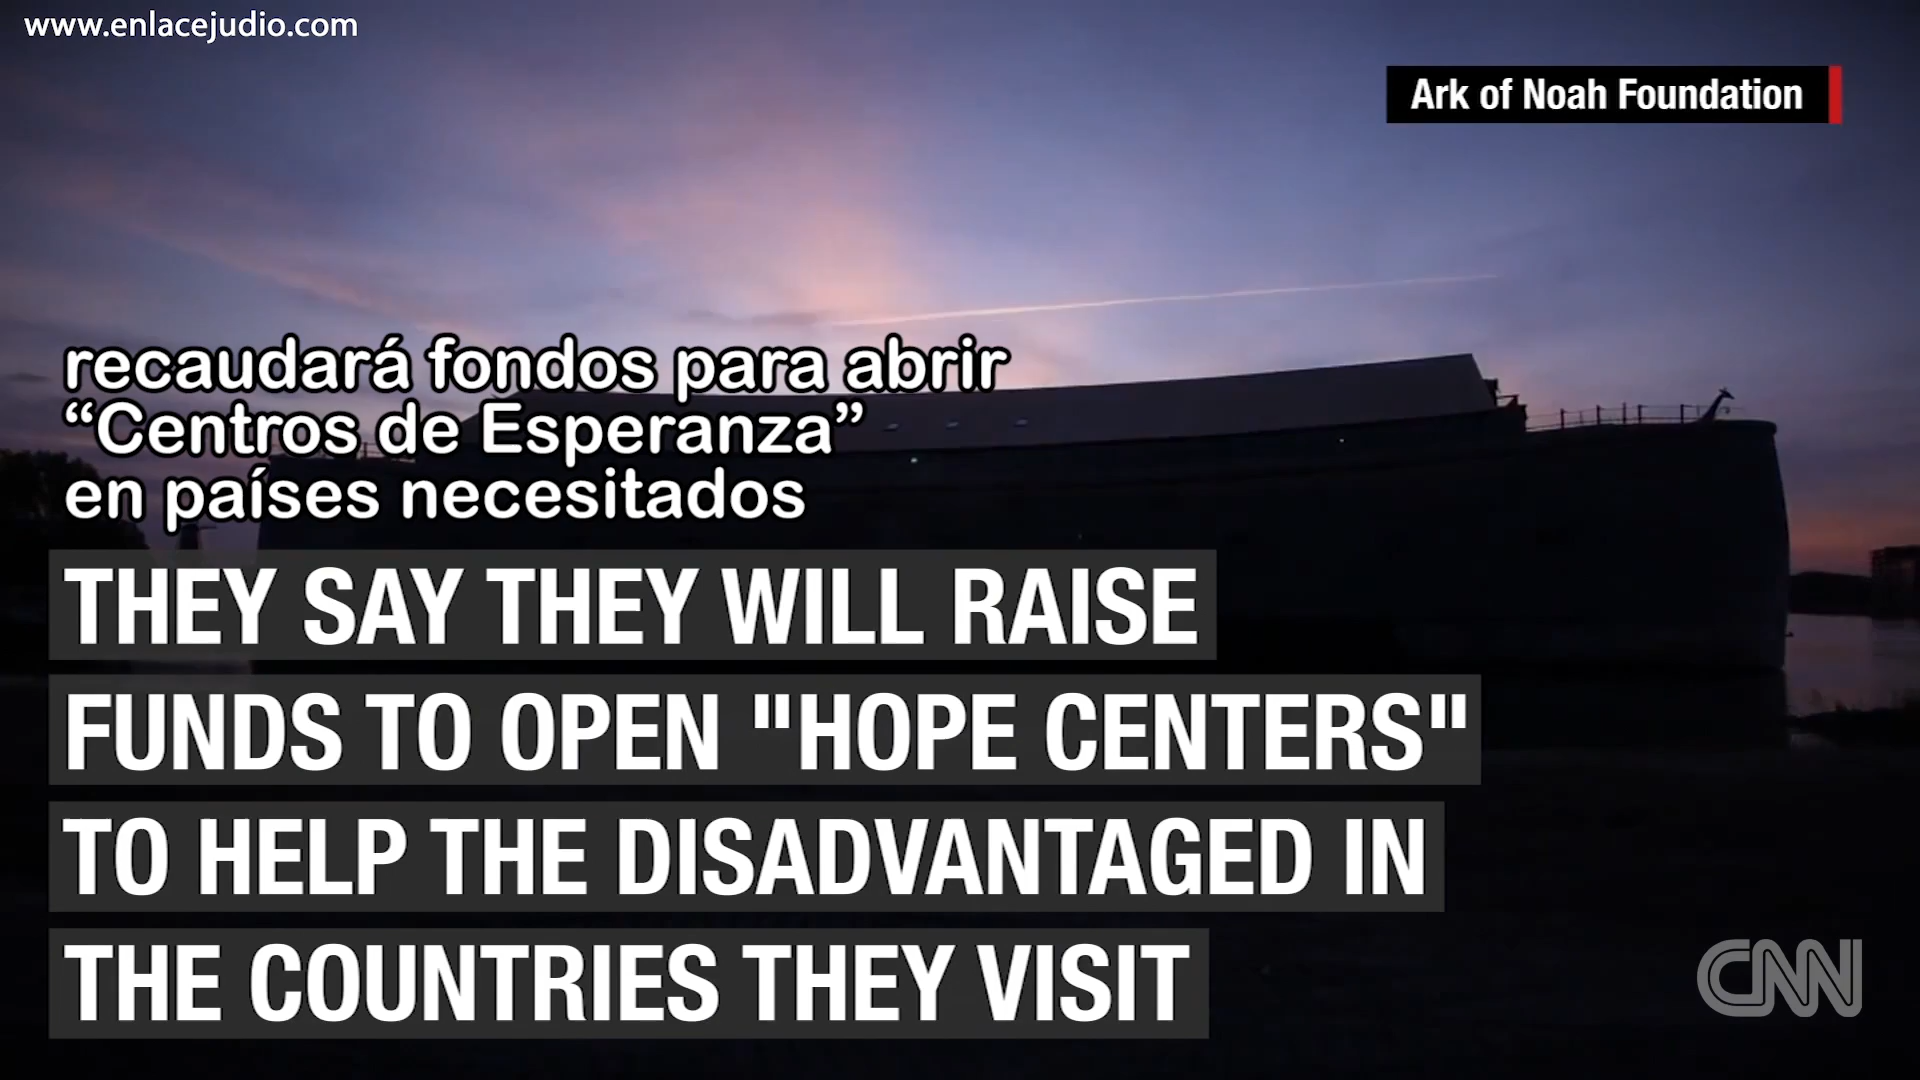 www.enlacejudio.com
Ark of Noah Foundation
recaudará fondos para abrir
“Centros de Esperanza”
en países necesitados
THEY SAY THEY WILL RAISE
FUNDS TO OPEN "HOPE CENTERS"
TO HELP THE DISADVANTAGED IN
THE COUNTRIES THEY VISIT
CNN